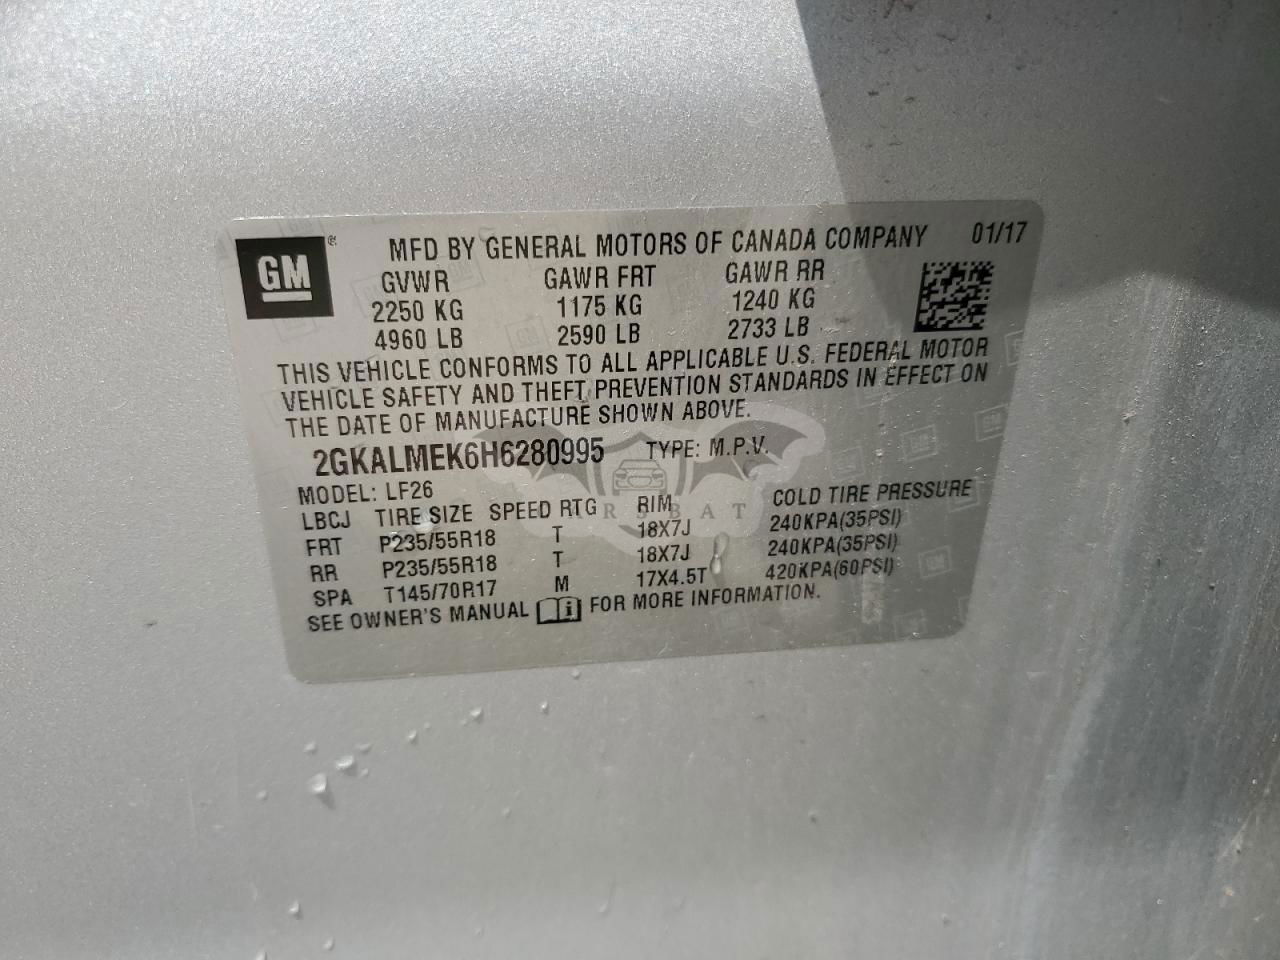 GM ® MFD BY GENERAL MOTORS OF CANADA COMPANY 01/17
GVWR GAWR FRT GAWR RR
2250 KG 1175 KG 1240 KG
4960 LB 2590 LB 2733 LB
THIS VEHICLE CONFORMS TO ALL APPLICABLE U.S. FEDERAL MOTOR
VEHICLE SAFETY AND THEFT PREVENTION STANDARDS IN EFFECT ON
THE DATE OF MANUFACTURE SHOWN ABOVE.
2GKALMEK6H6280995 TYPE: M.P.V.
MODEL: LF26
LBCJ TIRE SIZE SPEED RTG RIM COLD TIRE PRESSURE
FRT P235/55R18 T 18X7J 240KPA(35PSI)
RR P235/55R18 T 18X7J 240KPA(35PSI)
SPA T145/70R17 M 17X4.5T 420KPA(60PSI)
SEE OWNER'S MANUAL i FOR MORE INFORMATION.